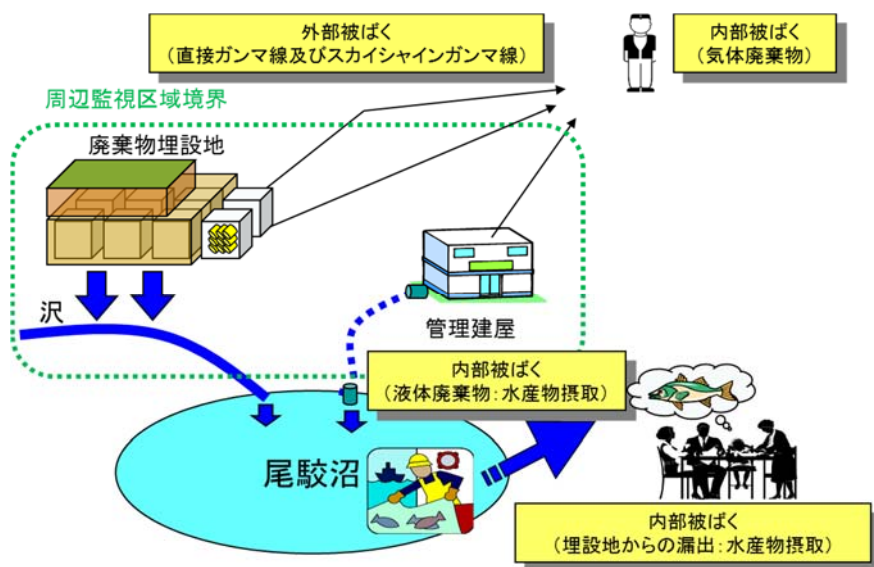 外部被ばく
(直接ガンマ線及びスカイシャインガンマ線)
内部被ばく
(気体廃棄物)
周辺監視区域境界
廃棄物埋設地
沢
管理建屋
内部被ばく
(液体廃棄物:水産物摂取)
尾駮沼
内部被ばく
(埋設地からの漏出:水産物摂取)